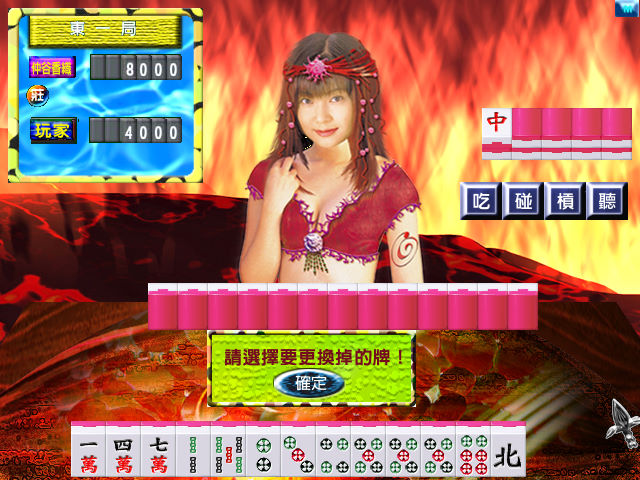 東一局
仲谷香織
8000
莊
玩家
4000
中
吃 碰 槓 聽
請選擇要更換掉的牌！
確定
一萬 四萬 七萬 北